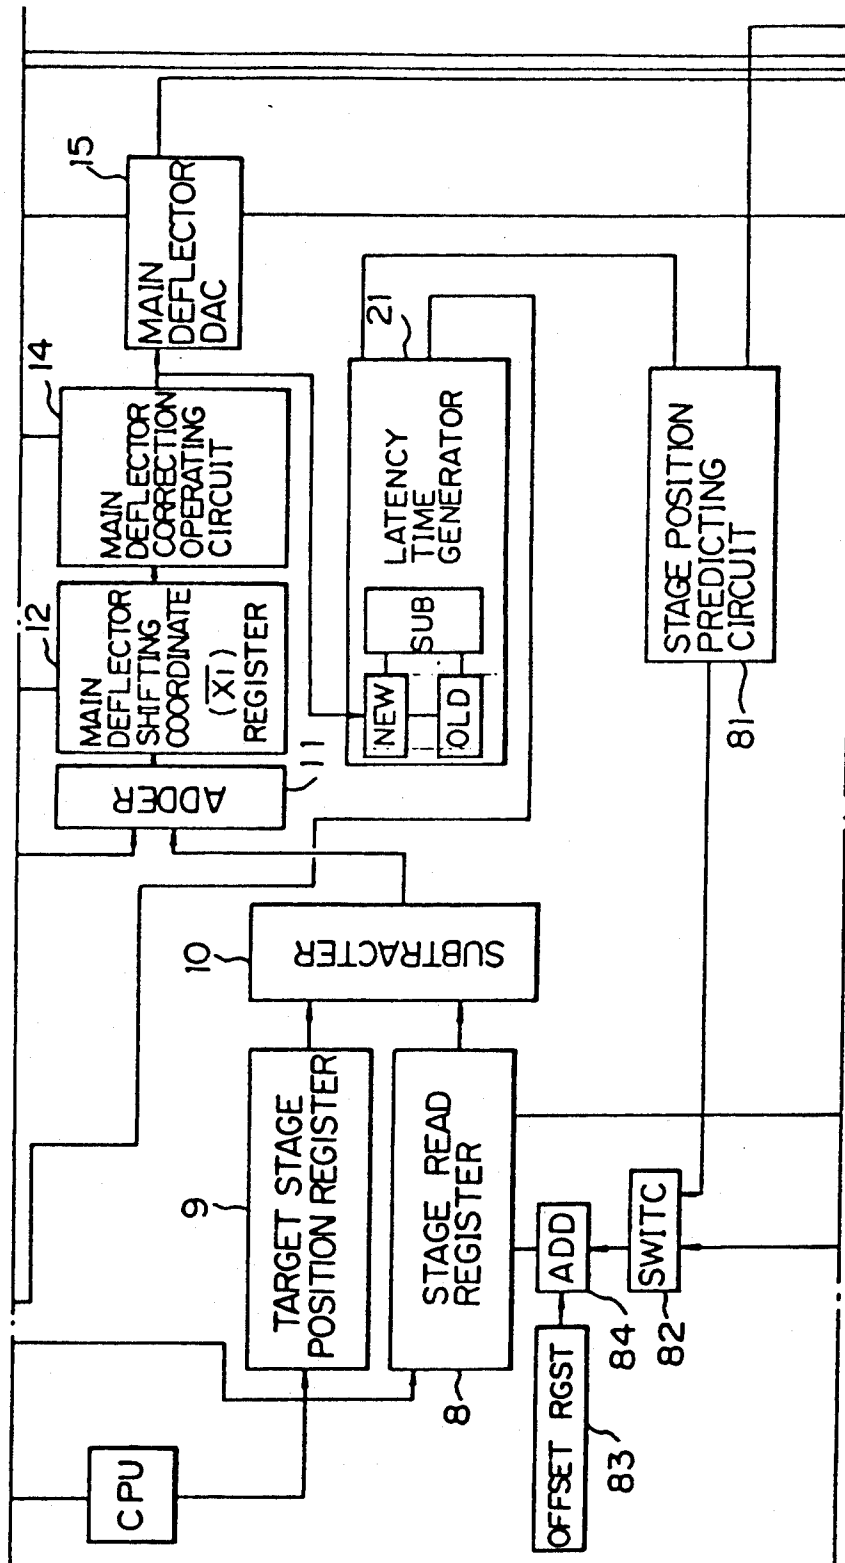 CPU
TARGET STAGE
POSITION REGISTER
9
STAGE READ
REGISTER
8
OFFSET RGST
83
ADD
84
SWITC
82
SUBTRACTER
10
ADDER
11
MAIN
DEFLECTOR
SHIFTING
COORDINATE
(X1)
REGISTER
12
MAIN
DEFLECTOR
CORRECTION
OPERATING
CIRCUIT
14
MAIN
DEFLECTOR
DAC
15
NEW
OLD
SUB
LATENCY
TIME
GENERATOR
21
STAGE POSITION
PREDICTING
CIRCUIT
81